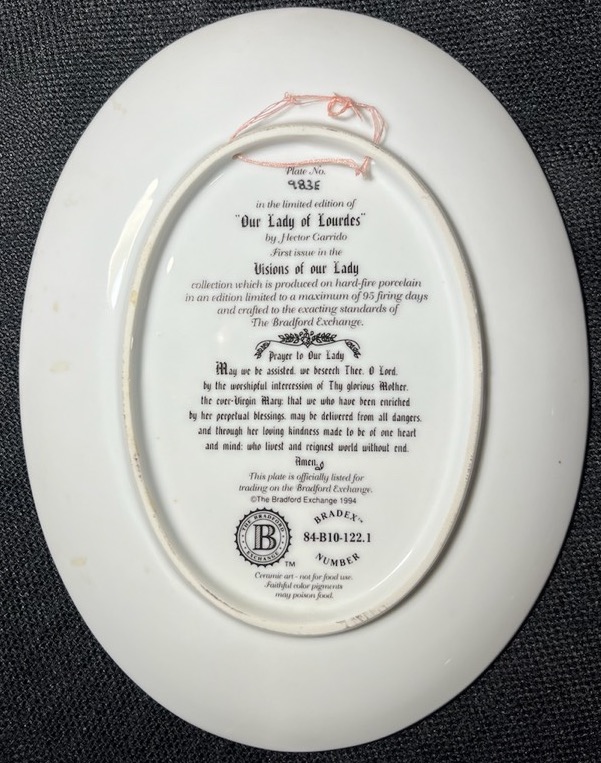 Plate No.
983E
in the limited edition of
"Our Lady of Lourdes"
by Hector Garrido
First issue in the
Visions of our Lady
collection which is produced on hard-fire porcelain
in an edition limited to a maximum of 95 firing days
and crafted to the exacting standards of
The Bradford Exchange.
Prayer to Our Lady
May we be assisted, we beseech Thee, O Lord,
by the worshipful intercession of Thy glorious Mother,
the ever-Virgin Mary; that we who have been enriched
by her perpetual blessings, may be delivered from all dangers,
and through her loving kindness made to be of one heart
and mind; who livest and reignest world without end.
Amen.
This plate is officially listed for
trading on the Bradford Exchange.
©The Bradford Exchange 1994
THE BRADFORD
B
EXCHANGE
TM
BRADEX™
84-B10-122.1
NUMBER
Ceramic art - not for food use.
Faithful color pigments
may poison food.